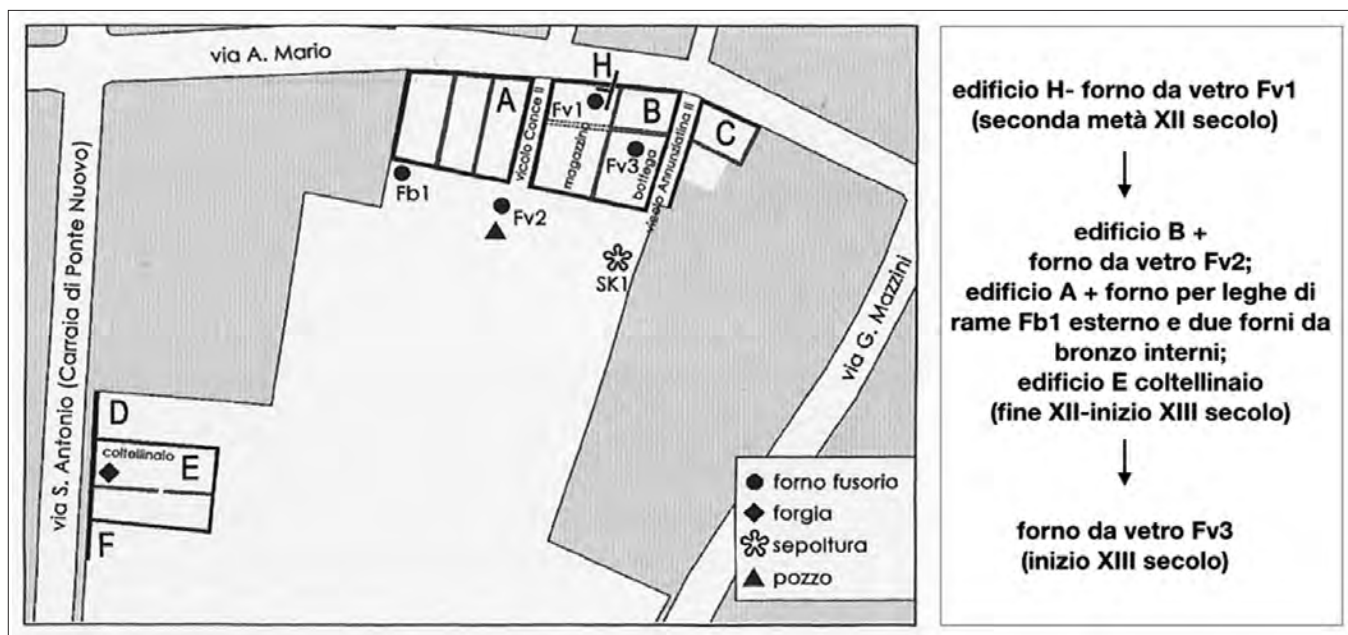 via A. Mario
H
A
vicolo Conce II
Fv1
B
magazzino
Fv3
bottega
vicolo Annunziatina II
C
Fb1
Fv2
SK1
via S. Antonio (Carraia di Ponte Nuovo)
via G. Mazzini
D
coltellinaio
E
F
forno fusorio
forgia
sepoltura
pozzo
edificio H- forno da vetro Fv1
(seconda metà XII secolo)
edificio B +
forno da vetro Fv2;
edificio A + forno per leghe di
rame Fb1 esterno e due forni da
bronzo interni;
edificio E coltellinaio
(fine XII-inizio XIII secolo)
forno da vetro Fv3
(inizio XIII secolo)